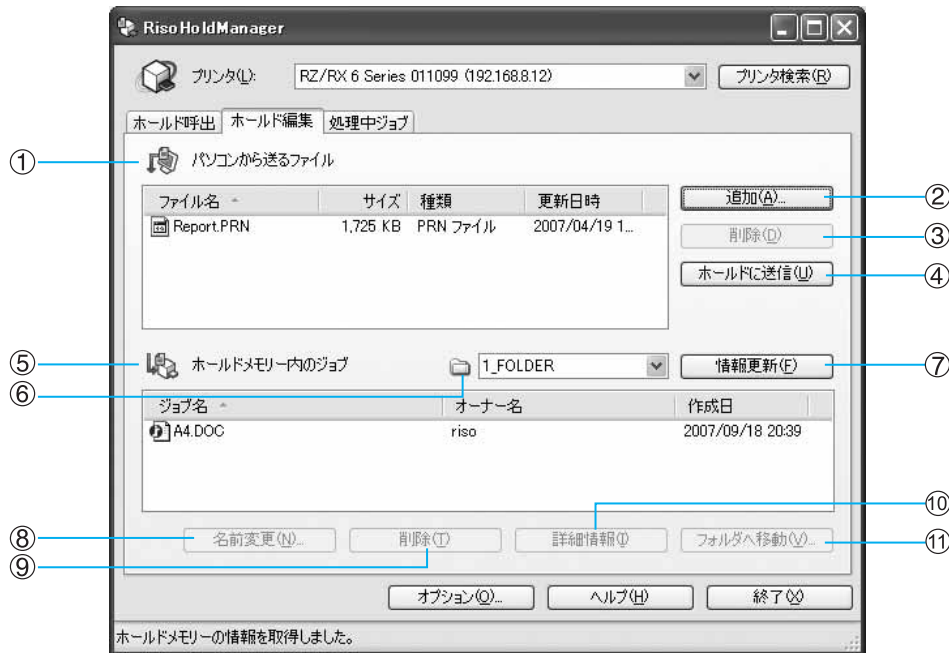 RisoHoldManager
プリンタ(L): RZ/RX 6 Series 011099 (192.168.8.12) プリンタ検索(R)
ホールド呼出 ホールド編集 処理中ジョブ
① パソコンから送るファイル
ファイル名 サイズ 種類 更新日時 追加(A)... ②
Report.PRN 1,725 KB PRN ファイル 2007/04/19 1...
削除(D) ③
ホールドに送信(U) ④
⑤ ホールドメモリー内のジョブ 1_FOLDER 情報更新(F) ⑦
⑥
ジョブ名 オーナー名 作成日
A4.DOC riso 2007/09/18 20:39
⑩
⑧ 名前変更(N)... 削除(T) 詳細情報(I) フォルダへ移動(V)... ⑪
⑨
オプション(O)... ヘルプ(H) 終了(X)
ホールドメモリーの情報を取得しました。